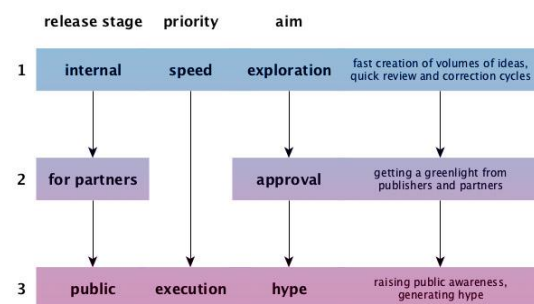 release stage priority aim
1 internal speed exploration fast creation of volumes of ideas,
quick review and correction cycles
2 for partners approval getting a greenlight from
publishers and partners
3 public execution hype raising public awareness,
generating hype